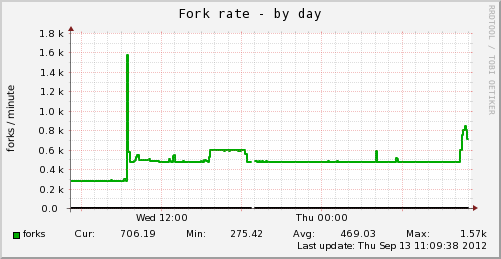 Fork rate - by day
RRDTOOL / TOBI OETIKER
forks / minute
1.8 k
1.6 k
1.4 k
1.2 k
1.0 k
0.8 k
0.6 k
0.4 k
0.2 k
0.0
Wed 12:00 Thu 00:00
forks Cur: 706.19 Min: 275.42 Avg: 469.03 Max: 1.57k
Last update: Thu Sep 13 11:09:38 2012